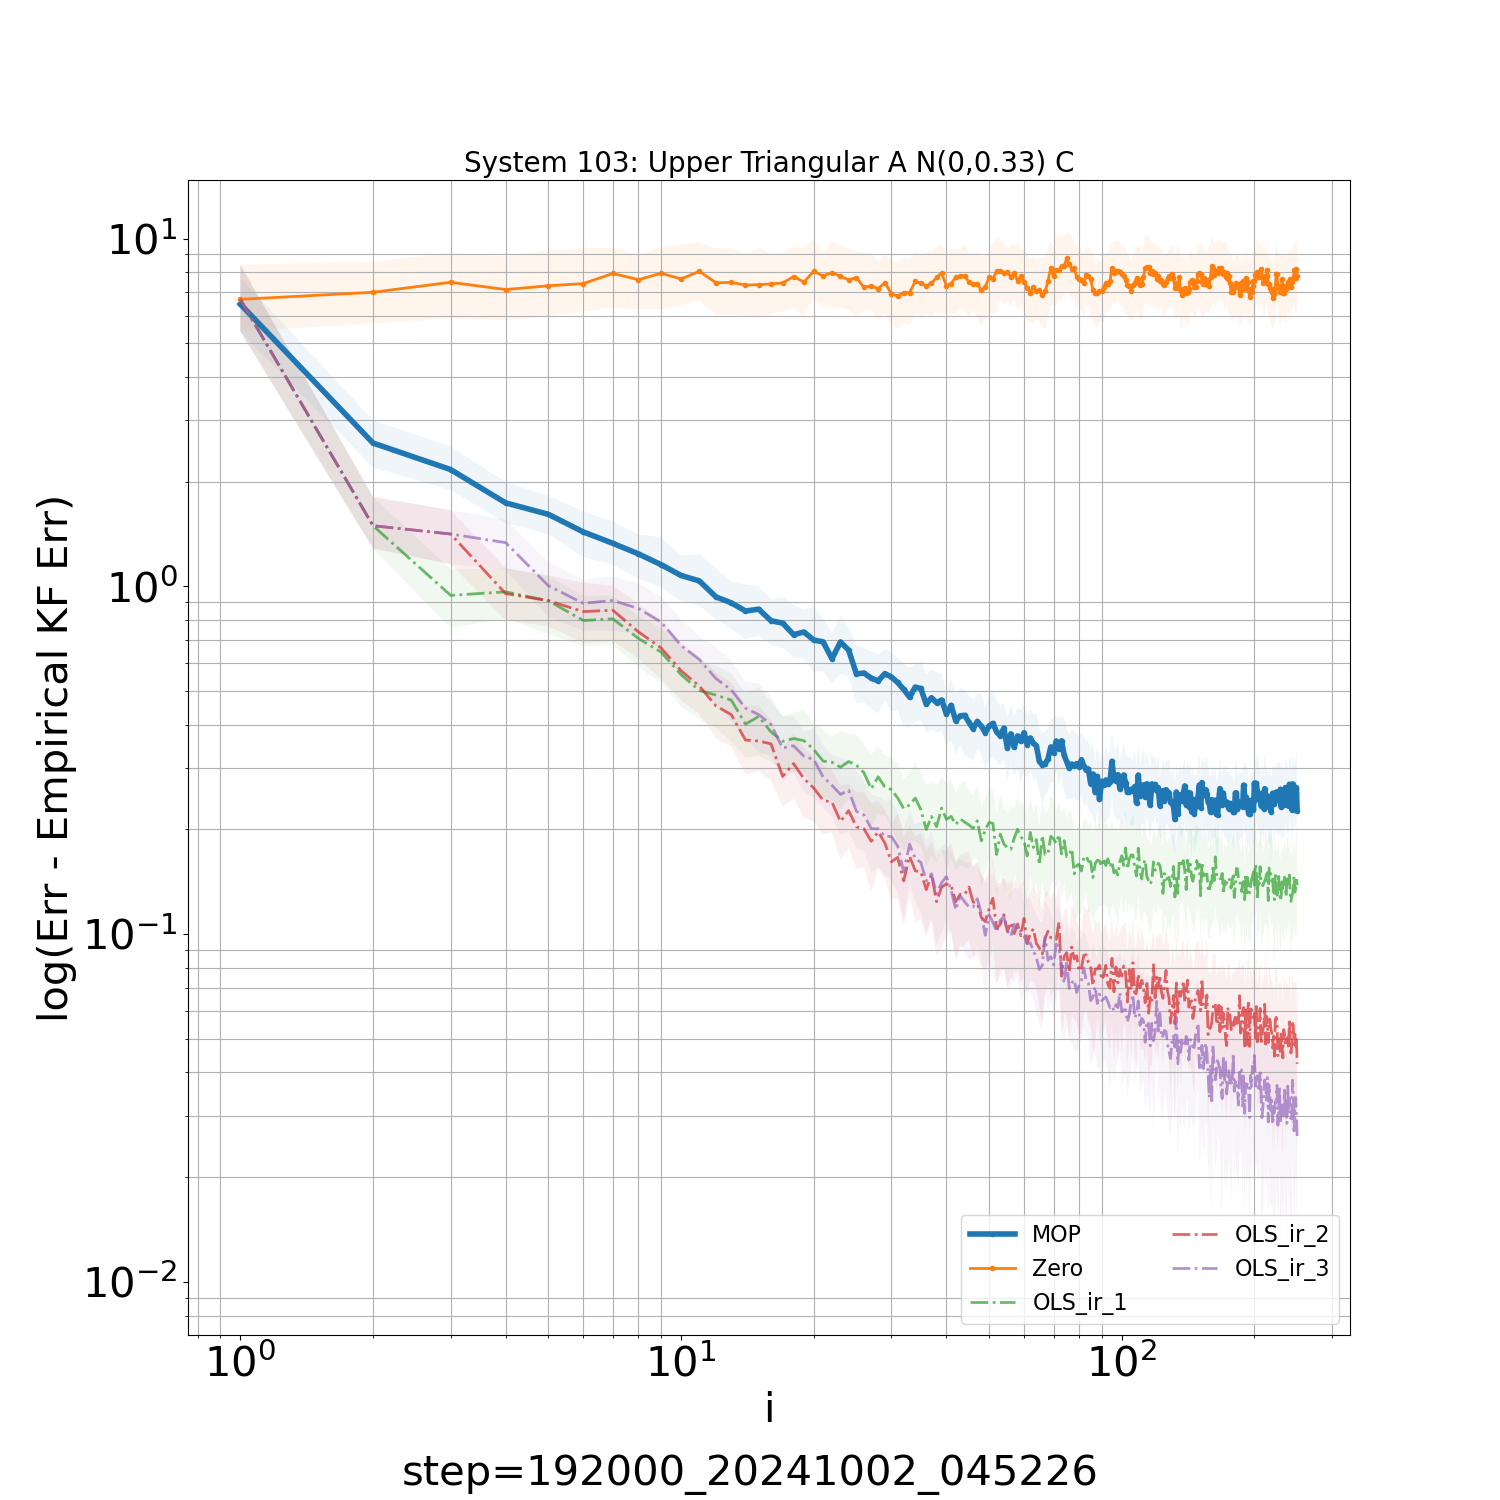 System 103: Upper Triangular A N(0,0.33) C
log(Err - Empirical KF Err)
10¹
10⁰
10⁻¹
10⁻²
MOP
Zero
OLS_ir_1
OLS_ir_2
OLS_ir_3
10⁰ 10¹ 10²
i
step=192000_20241002_045226